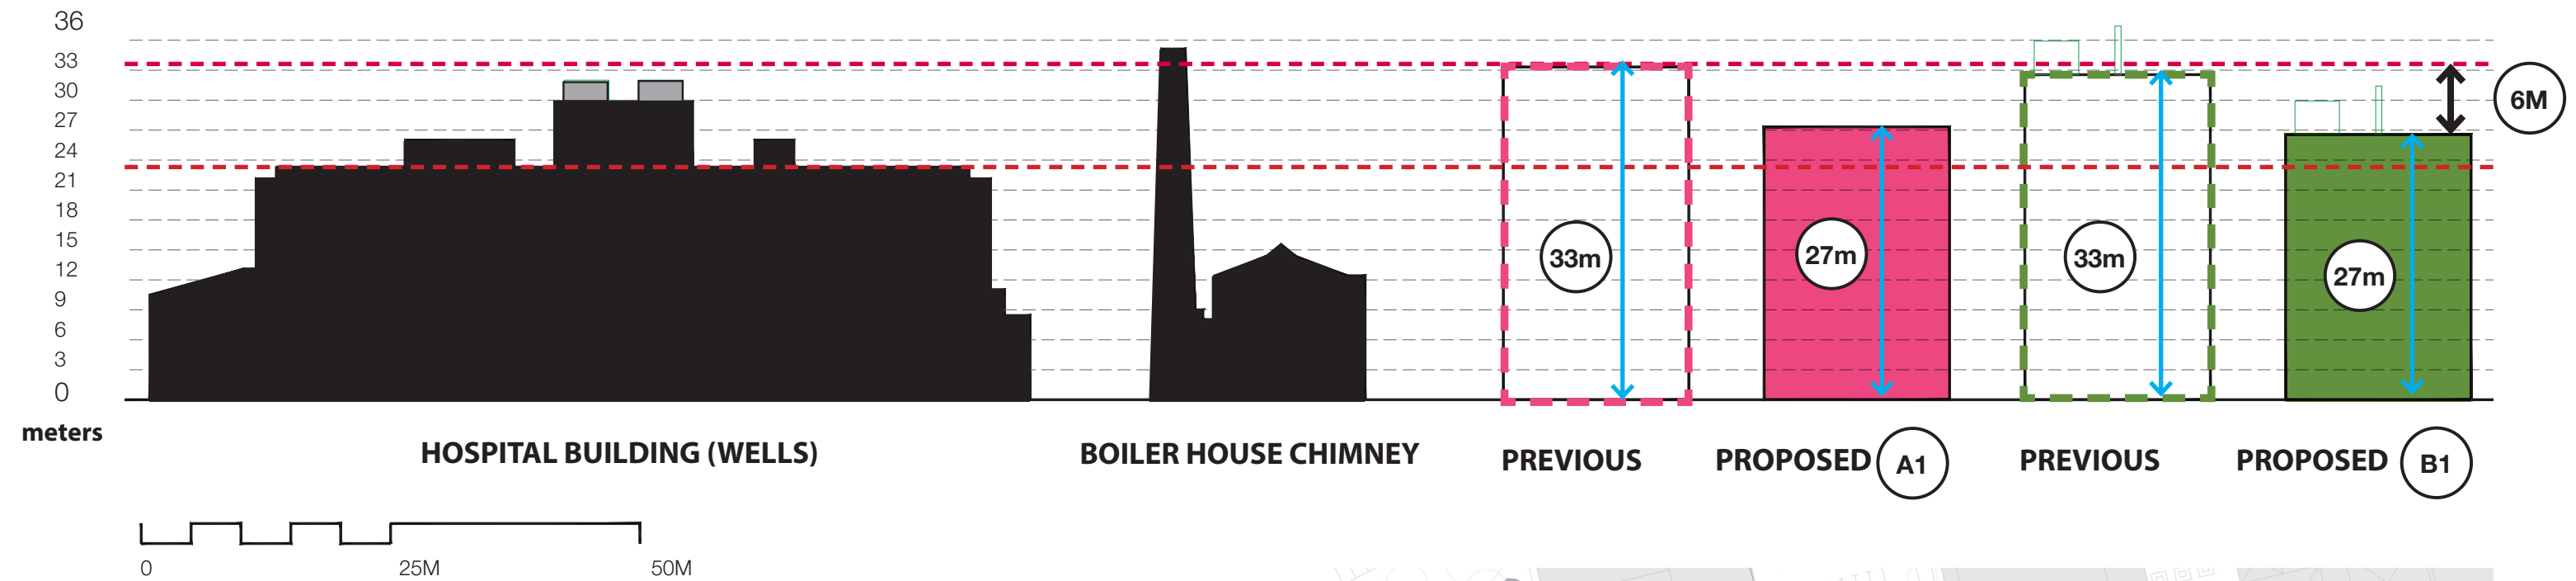 36
33
30
27
24
21
18
15
12
9
6
3
0
meters
33m
27m
33m
27m
6M
HOSPITAL BUILDING (WELLS)
BOILER HOUSE CHIMNEY
PREVIOUS
PROPOSED A1
PREVIOUS
PROPOSED B1
0 25M 50M